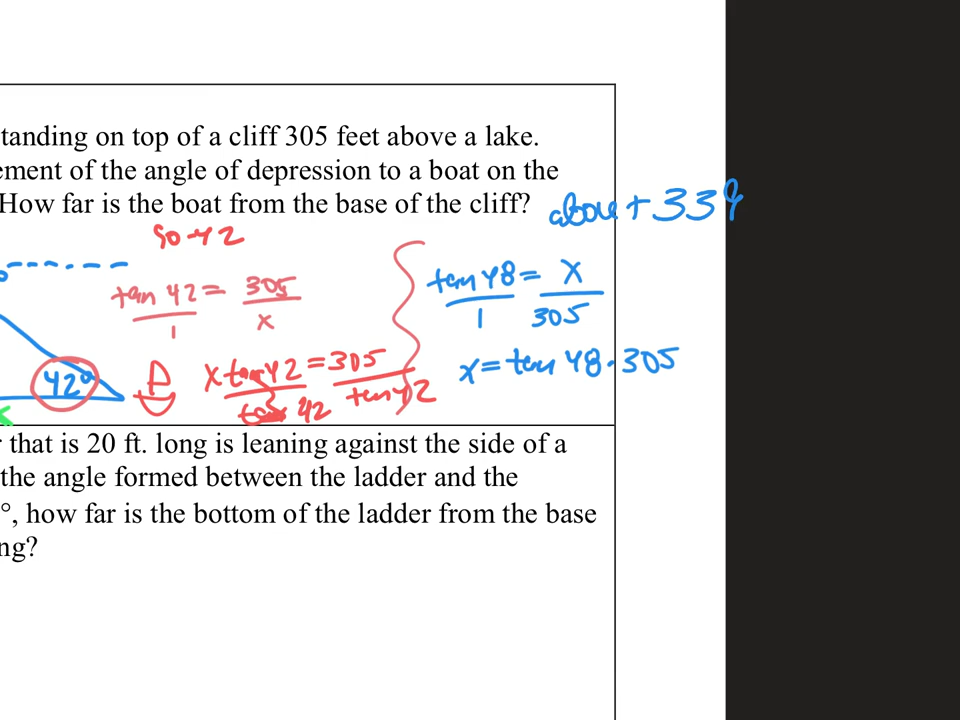 tanding on top of a cliff 305 feet above a lake.
ement of the angle of depression to a boat on the
How far is the boat from the base of the cliff?
above + 339
90-42
tan 42 = 305
1 x
tan 48 = x
1 305
42°
x tan 42 = 305
tan 42 tan 42
x = tan 48 · 305
x
r that is 20 ft. long is leaning against the side of a
the angle formed between the ladder and the
°, how far is the bottom of the ladder from the base
ng?